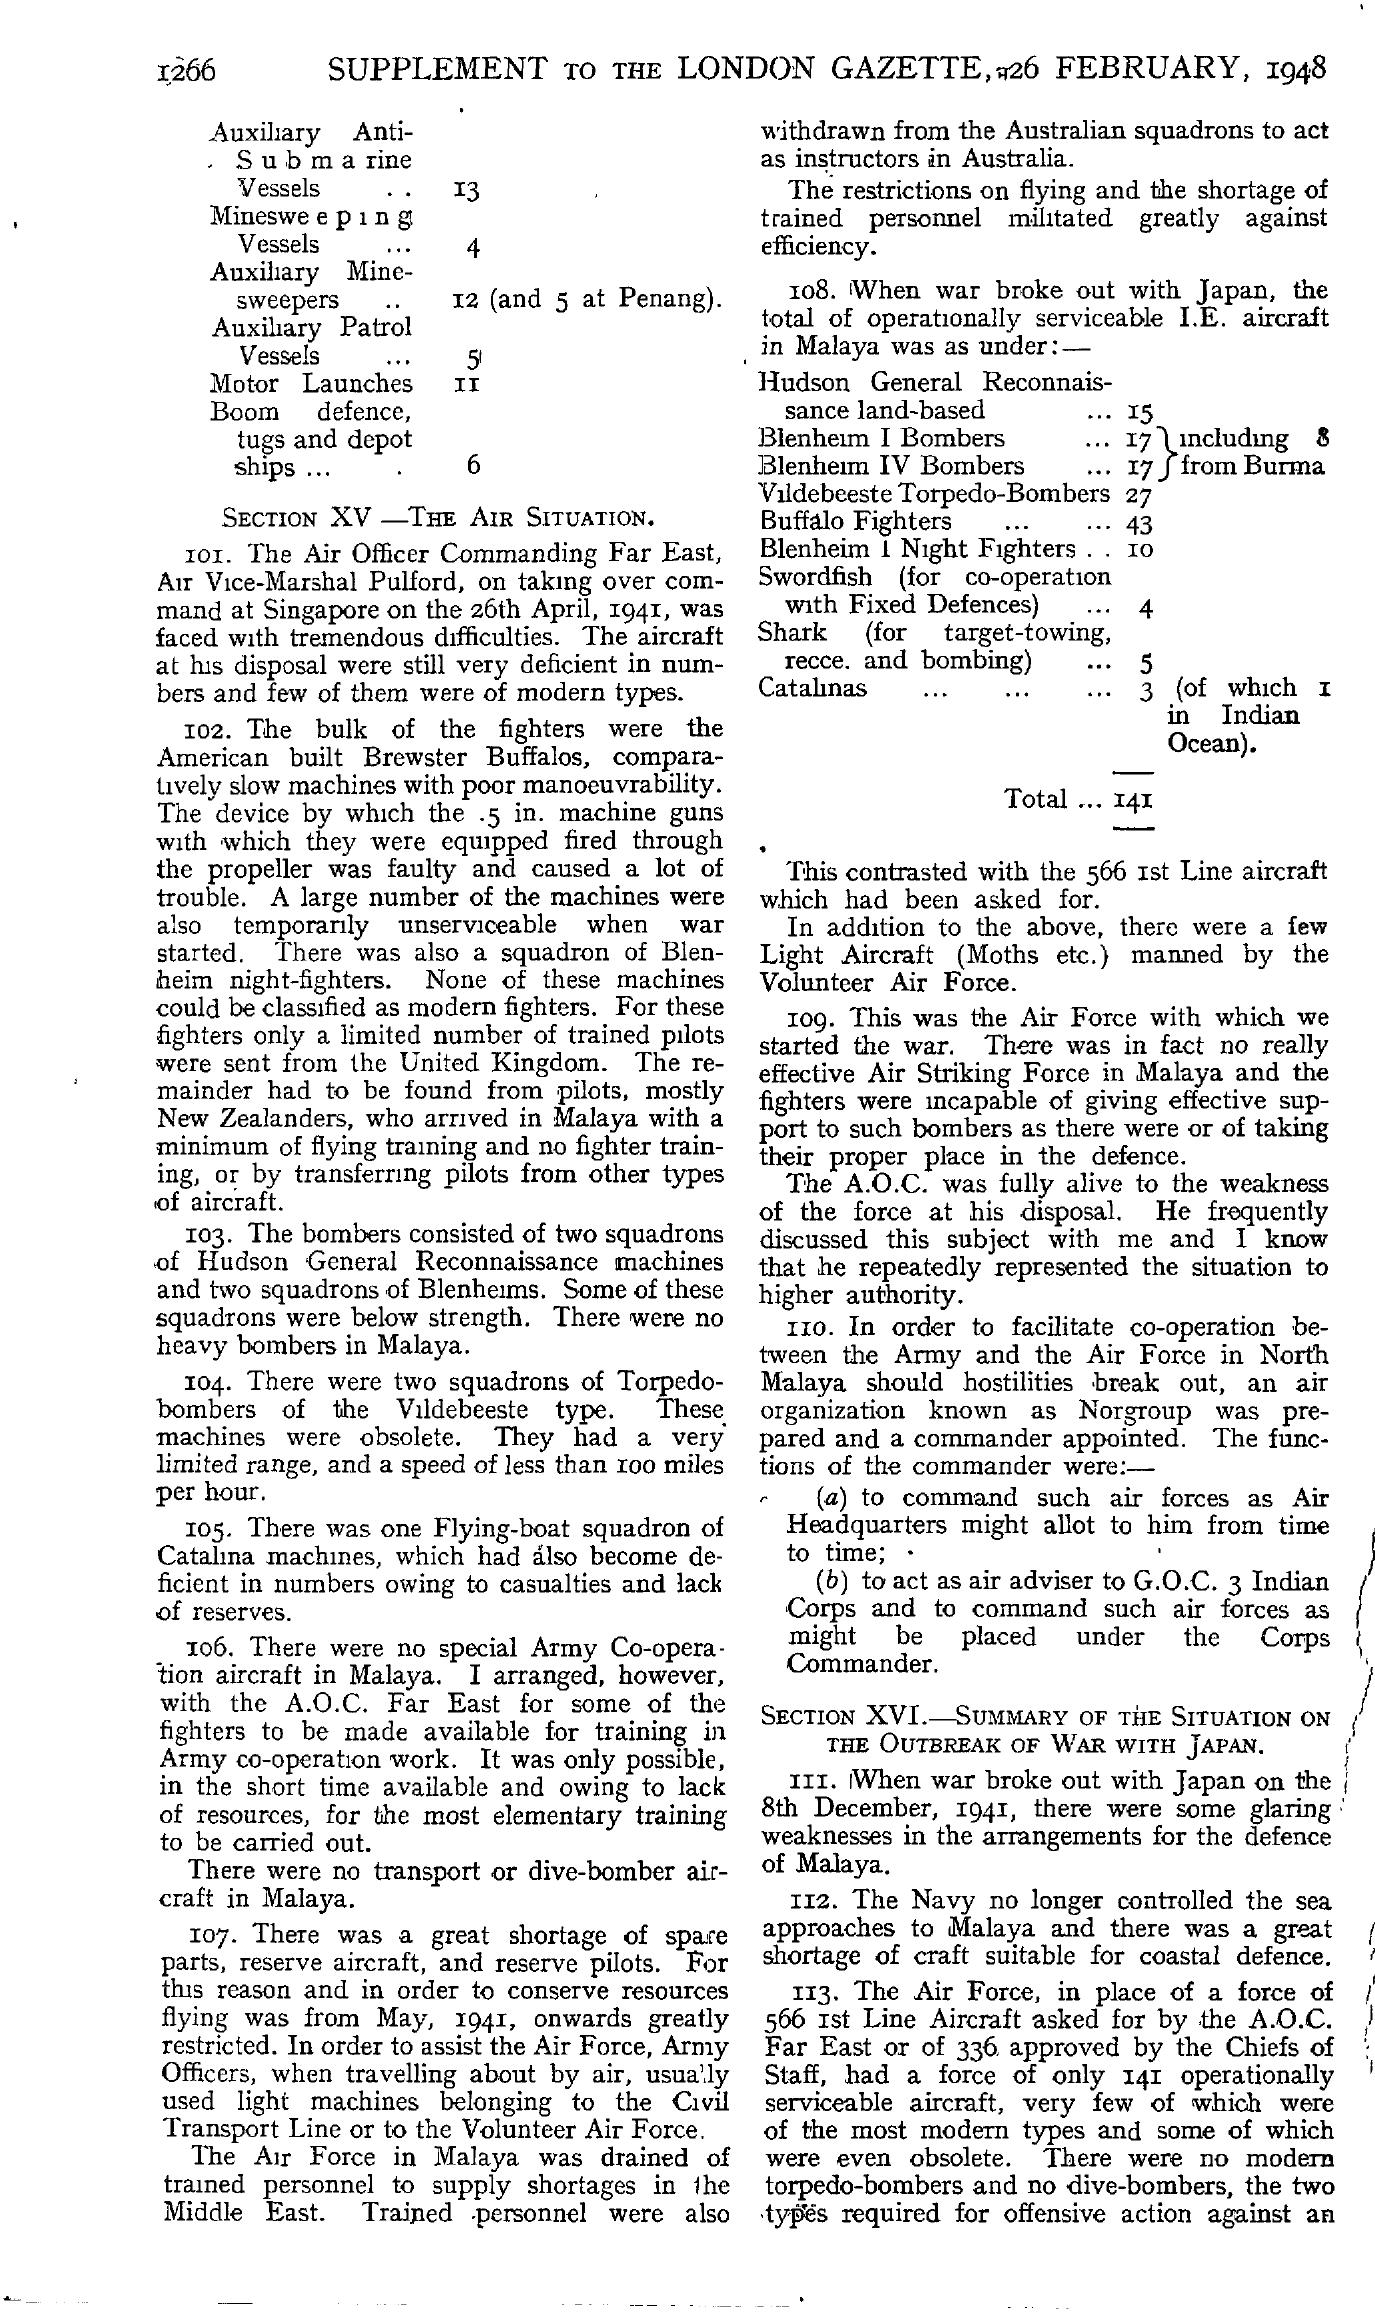 1266 SUPPLEMENT TO THE LONDON GAZETTE, 26 FEBRUARY, 1948
Auxiliary Anti-
Submarine
Vessels .. 13
Minesweeping
Vessels ... 4
Auxiliary Mine-
sweepers .. 12 (and 5 at Penang).
Auxiliary Patrol
Vessels ... 5
Motor Launches 11
Boom defence,
tugs and depot
ships ... . 6
SECTION XV —THE AIR SITUATION.
101. The Air Officer Commanding Far East,
Air Vice-Marshal Pulford, on taking over com-
mand at Singapore on the 26th April, 1941, was
faced with tremendous difficulties. The aircraft
at his disposal were still very deficient in num-
bers and few of them were of modern types.
102. The bulk of the fighters were the
American built Brewster Buffalos, compara-
tively slow machines with poor manoeuvrability.
The device by which the .5 in. machine guns
with which they were equipped fired through
the propeller was faulty and caused a lot of
trouble. A large number of the machines were
also temporarily unserviceable when war
started. There was also a squadron of Blen-
heim night-fighters. None of these machines
could be classified as modern fighters. For these
fighters only a limited number of trained pilots
were sent from the United Kingdom. The re-
mainder had to be found from pilots, mostly
New Zealanders, who arrived in Malaya with a
minimum of flying training and no fighter train-
ing, or by transferring pilots from other types
of aircraft.
103. The bombers consisted of two squadrons
of Hudson General Reconnaissance machines
and two squadrons of Blenheims. Some of these
squadrons were below strength. There were no
heavy bombers in Malaya.
104. There were two squadrons of Torpedo-
bombers of the Vildebeeste type. These
machines were obsolete. They had a very
limited range, and a speed of less than 100 miles
per hour.
105. There was one Flying-boat squadron of
Catalina machines, which had also become de-
ficient in numbers owing to casualties and lack
of reserves.
106. There were no special Army Co-opera-
tion aircraft in Malaya. I arranged, however,
with the A.O.C. Far East for some of the
fighters to be made available for training in
Army co-operation work. It was only possible,
in the short time available and owing to lack
of resources, for the most elementary training
to be carried out.
There were no transport or dive-bomber air-
craft in Malaya.
107. There was a great shortage of spare
parts, reserve aircraft, and reserve pilots. For
this reason and in order to conserve resources
flying was from May, 1941, onwards greatly
restricted. In order to assist the Air Force, Army
Officers, when travelling about by air, usually
used light machines belonging to the Civil
Transport Line or to the Volunteer Air Force.
The Air Force in Malaya was drained of
trained personnel to supply shortages in the
Middle East. Trained personnel were also
withdrawn from the Australian squadrons to act
as instructors in Australia.
The restrictions on flying and the shortage of
trained personnel militated greatly against
efficiency.
108. When war broke out with Japan, the
total of operationally serviceable I.E. aircraft
in Malaya was as under:—
Hudson General Reconnais-
sance land-based ... 15
Blenheim I Bombers ... 17 } including 8
Blenheim IV Bombers ... 17 } from Burma
Vildebeeste Torpedo-Bombers 27
Buffalo Fighters ... ... 43
Blenheim I Night Fighters .. 10
Swordfish (for co-operation
with Fixed Defences) ... 4
Shark (for target-towing,
recce. and bombing) ... 5
Catalinas ... ... ... 3 (of which 1
in Indian
Ocean).
Total ... 141
This contrasted with the 566 1st Line aircraft
which had been asked for.
In addition to the above, there were a few
Light Aircraft (Moths etc.) manned by the
Volunteer Air Force.
109. This was the Air Force with which we
started the war. There was in fact no really
effective Air Striking Force in Malaya and the
fighters were incapable of giving effective sup-
port to such bombers as there were or of taking
their proper place in the defence.
The A.O.C. was fully alive to the weakness
of the force at his disposal. He frequently
discussed this subject with me and I know
that he repeatedly represented the situation to
higher authority.
110. In order to facilitate co-operation be-
tween the Army and the Air Force in North
Malaya should hostilities break out, an air
organization known as Norgroup was pre-
pared and a commander appointed. The func-
tions of the commander were:—
(a) to command such air forces as Air
Headquarters might allot to him from time
to time;
(b) to act as air adviser to G.O.C. 3 Indian
Corps and to command such air forces as
might be placed under the Corps
Commander.
SECTION XVI.—SUMMARY OF THE SITUATION ON
THE OUTBREAK OF WAR WITH JAPAN.
111. When war broke out with Japan on the
8th December, 1941, there were some glaring
weaknesses in the arrangements for the defence
of Malaya.
112. The Navy no longer controlled the sea
approaches to Malaya and there was a great
shortage of craft suitable for coastal defence.
113. The Air Force, in place of a force of
566 1st Line Aircraft asked for by the A.O.C.
Far East or of 336 approved by the Chiefs of
Staff, had a force of only 141 operationally
serviceable aircraft, very few of which were
of the most modern types and some of which
were even obsolete. There were no modern
torpedo-bombers and no dive-bombers, the two
types required for offensive action against an